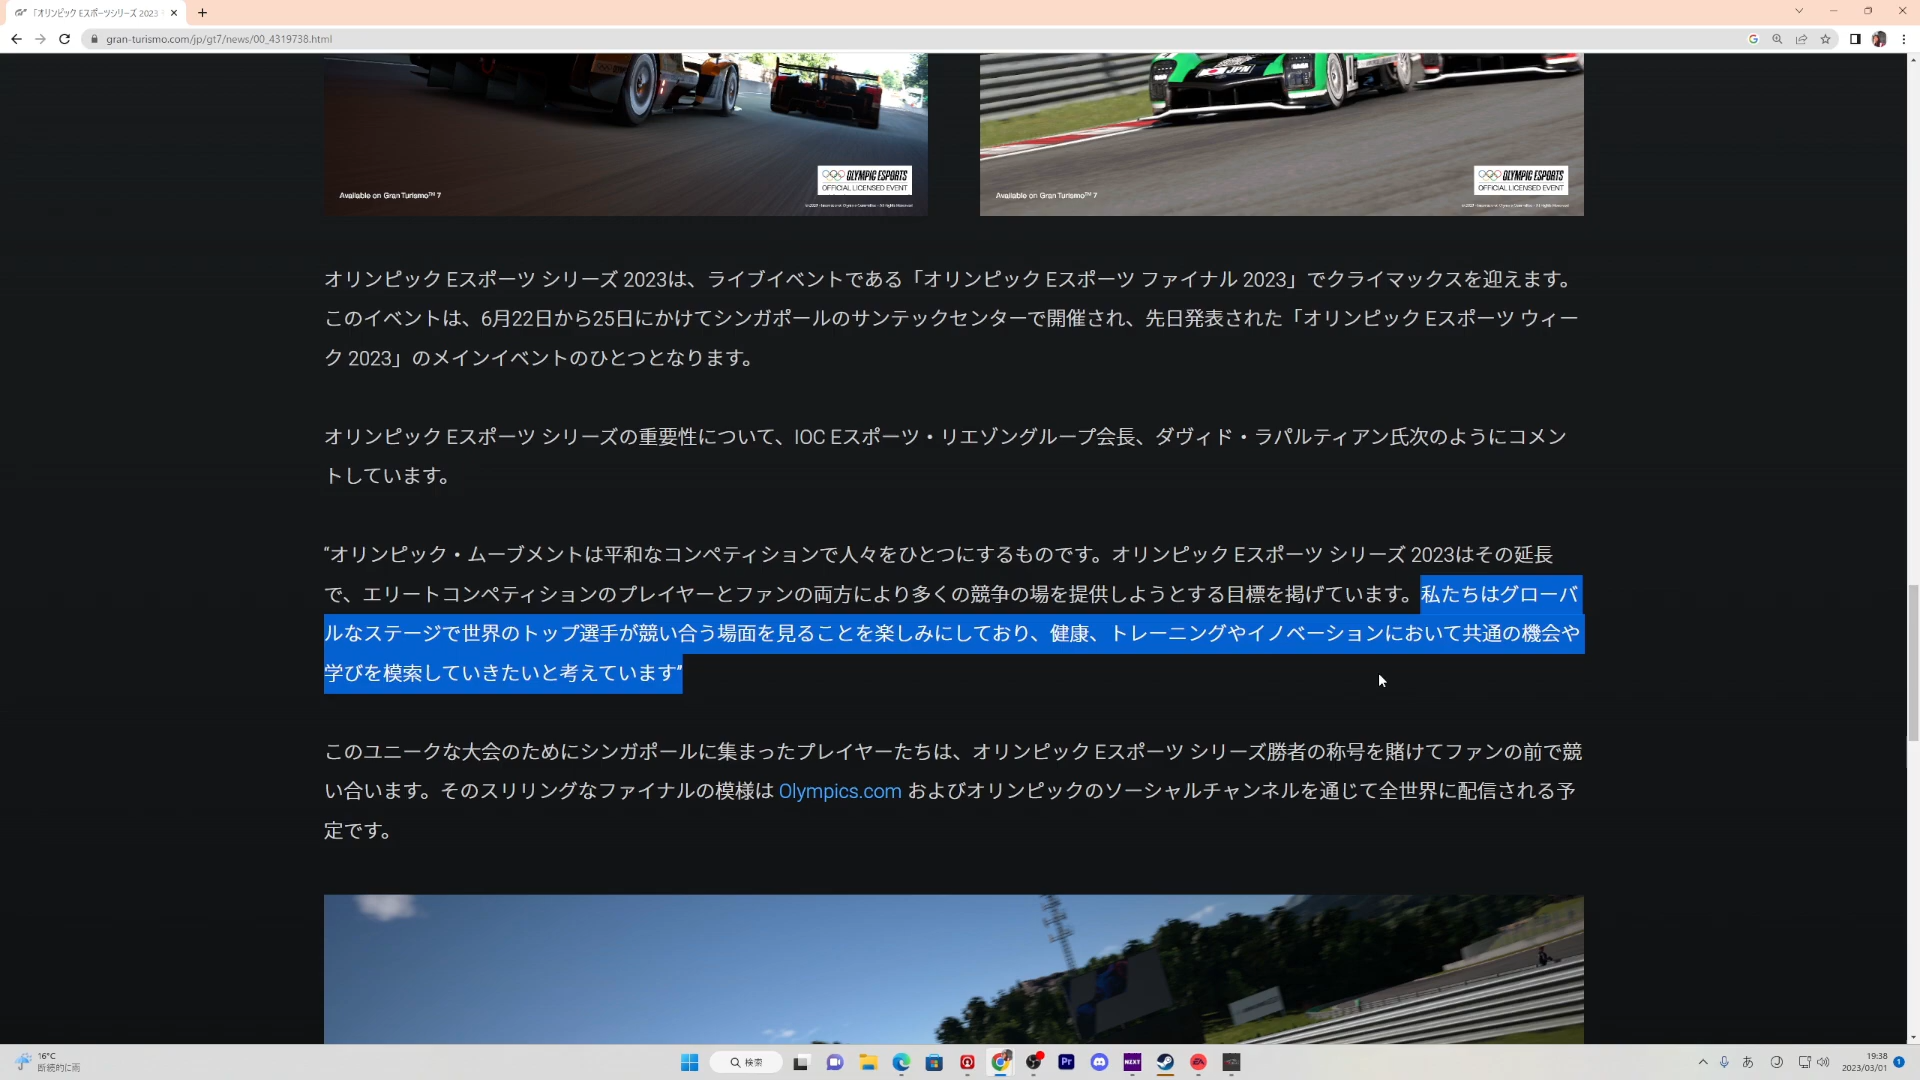 「オリンピック Eスポーツシリーズ 2023
gran-turismo.com/jp/gt7/news/00_4319738.html
JPN
Available on Gran Turismo™ 7
OLYMPIC ESPORTS
OFFICIAL LICENSED EVENT
Available on Gran Turismo™ 7
OLYMPIC ESPORTS
OFFICIAL LICENSED EVENT
オリンピック Eスポーツ シリーズ 2023は、ライブイベントである「オリンピック Eスポーツ ファイナル 2023」でクライマックスを迎えます。
このイベントは、6月22日から25日にかけてシンガポールのサンテックセンターで開催され、先日発表された「オリンピック Eスポーツ ウィー
ク 2023」のメインイベントのひとつとなります。
オリンピック Eスポーツ シリーズの重要性について、IOC Eスポーツ・リエゾングループ会長、ダヴィド・ラパルティアン氏次のようにコメン
トしています。
“オリンピック・ムーブメントは平和なコンペティションで人々をひとつにするものです。オリンピック Eスポーツ シリーズ 2023はその延長
で、エリートコンペティションのプレイヤーとファンの両方により多くの競争の場を提供しようとする目標を掲げています。私たちはグローバ
ルなステージで世界のトップ選手が競い合う場面を見ることを楽しみにしており、健康、トレーニングやイノベーションにおいて共通の機会や
学びを模索していきたいと考えています”
このユニークな大会のためにシンガポールに集まったプレイヤーたちは、オリンピック Eスポーツ シリーズ勝者の称号を賭けてファンの前で競
い合います。そのスリリングなファイナルの模様は Olympics.com およびオリンピックのソーシャルチャンネルを通じて全世界に配信される予
定です。
16°C
断続的に雨
検索
Pr
NEXT
EA
あ
19:38
2023/03/01
1